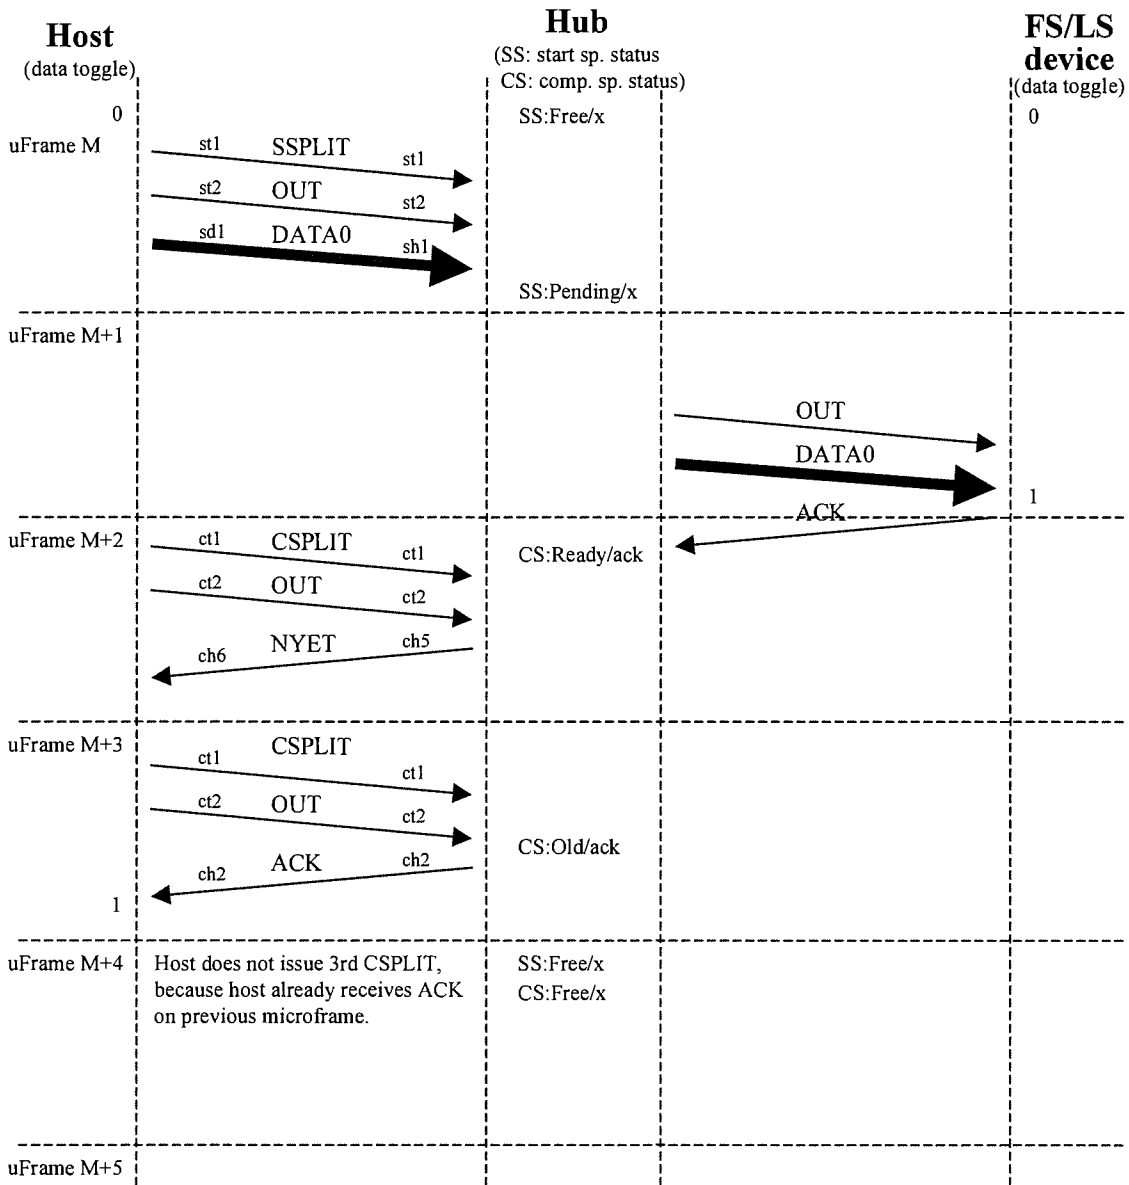 Host
(data toggle)
Hub
(SS: start sp. status
CS: comp. sp. status)
FS/LS
device
(data toggle)
0
SS:Free/x
0
uFrame M
st1 SSPLIT st1
st2 OUT st2
sd1 DATA0 sh1
SS:Pending/x
uFrame M+1
OUT
DATA0
1
ACK
uFrame M+2
ct1 CSPLIT ct1
CS:Ready/ack
ct2 OUT ct2
ch6 NYET ch5
uFrame M+3
ct1 CSPLIT ct1
ct2 OUT ct2
CS:Old/ack
ch2 ACK ch2
1
uFrame M+4
Host does not issue 3rd CSPLIT,
because host already receives ACK
on previous microframe.
SS:Free/x
CS:Free/x
uFrame M+5